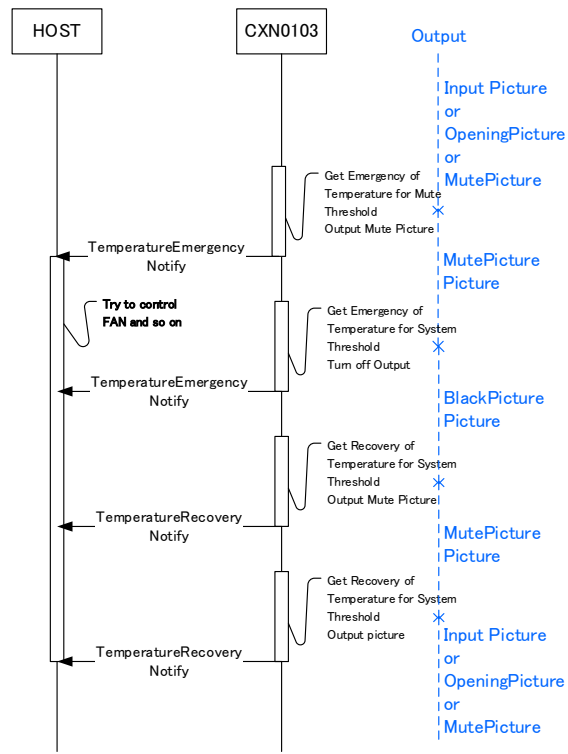 HOST
CXN0103
Output
Input Picture
or
OpeningPicture
or
MutePicture
Get Emergency of
Temperature for Mute
Threshold
Output Mute Picture
TemperatureEmergency
Notify
MutePicture
Picture
Try to control
FAN and so on
Get Emergency of
Temperature for System
Threshold
Turn off Output
TemperatureEmergency
Notify
BlackPicture
Picture
Get Recovery of
Temperature for System
Threshold
Output Mute Picture
TemperatureRecovery
Notify
MutePicture
Picture
Get Recovery of
Temperature for System
Threshold
Output picture
TemperatureRecovery
Notify
Input Picture
or
OpeningPicture
or
MutePicture